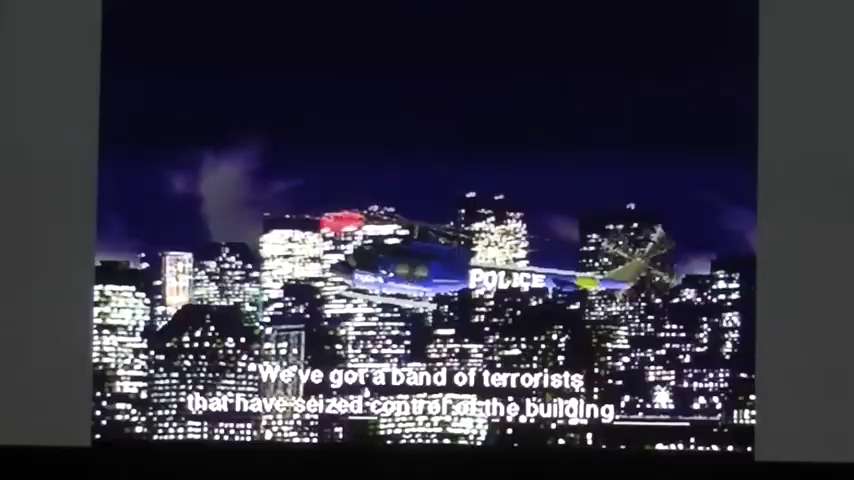 POLICE
We've got a band of terrorists
that have seized control of the building.